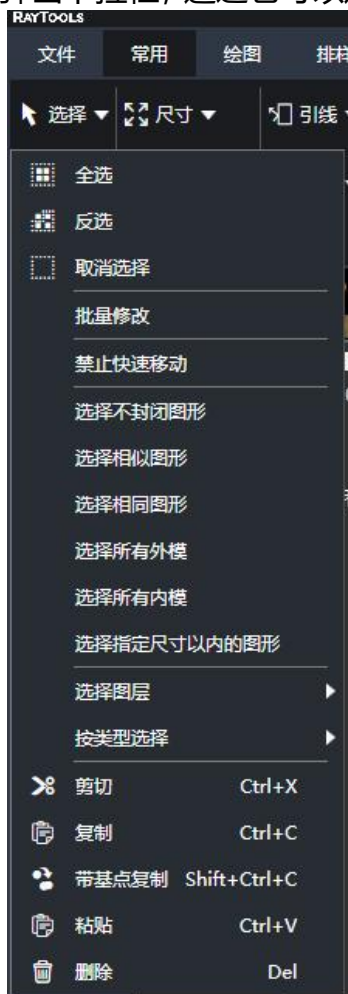 RAYTOOLS
文件 常用 绘图 排样
选择 尺寸 引线
全选
反选
取消选择
批量修改
禁止快速移动
选择不封闭图形
选择相似图形
选择相同图形
选择所有外模
选择所有内模
选择指定尺寸以内的图形
选择图层
按类型选择
剪切 Ctrl+X
复制 Ctrl+C
带基点复制 Shift+Ctrl+C
粘贴 Ctrl+V
删除 Del